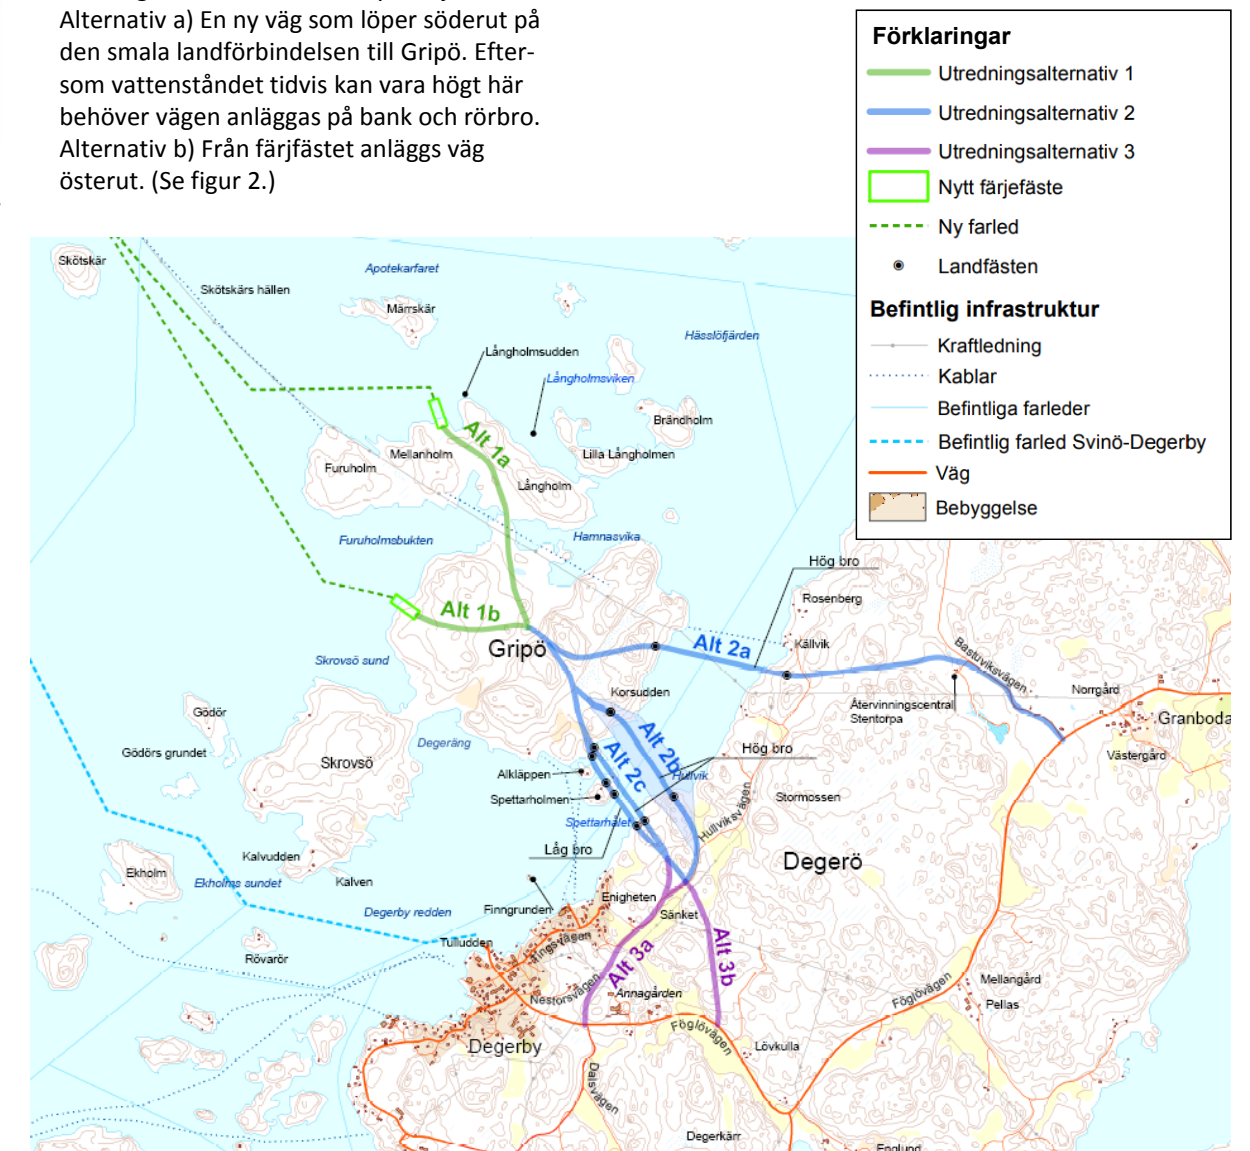 Alternativ a) En ny väg som löper söderut på
den smala landförbindelsen till Gripö. Efter-
som vattenståndet tidvis kan vara högt här
behöver vägen anläggas på bank och rörbro.
Alternativ b) Från färjfästet anläggs väg
österut. (Se figur 2.)
Förklaringar
Utredningsalternativ 1
Utredningsalternativ 2
Utredningsalternativ 3
Nytt färjefäste
Ny farled
Landfästen
Befintlig infrastruktur
Kraftledning
Kablar
Befintliga farleder
Befintlig farled Svinö-Degerby
Väg
Bebyggelse
Skötskär
Apotekarfaret
Skötskärs hällen
Märrskär
Hässlöfjärden
Långholmsudden
Långholmsviken
Brändholm
Alt 1a
Mellanholm
Lilla Långholmen
Furuholm
Långholm
Furuholmsbukten
Hamnasvika
Hög bro
Rosenberg
Alt 1b
Gripö
Alt 2a
Källvik
Bastuviksvägen
Skrovsö sund
Korsudden
Norrgård
Återvinningscentral
Stentorpa
Granboda
Gödör
Degeräng
Alt 2b
Hög bro
Västergård
Gödörs grundet
Skrovsö
Alt 2c
Alkläppen
Hullvik
Spettarholmen
Stormossen
Spettarhålet
Hullviksvägen
Låg bro
Kalvudden
Degerö
Ekholm
Ekholms sundet
Kalven
Enigheten
Finngrunden
Degerby redden
Sänket
Tulludden
Tingsvägen
Alt 3a
Alt 3b
Rövarör
Nestorsvägen
Annagården
Mellangård
Föglövägen
Pellas
Föglövägen
Degerby
Lövkulla
Dalsvägen
Degerkärr
Englund